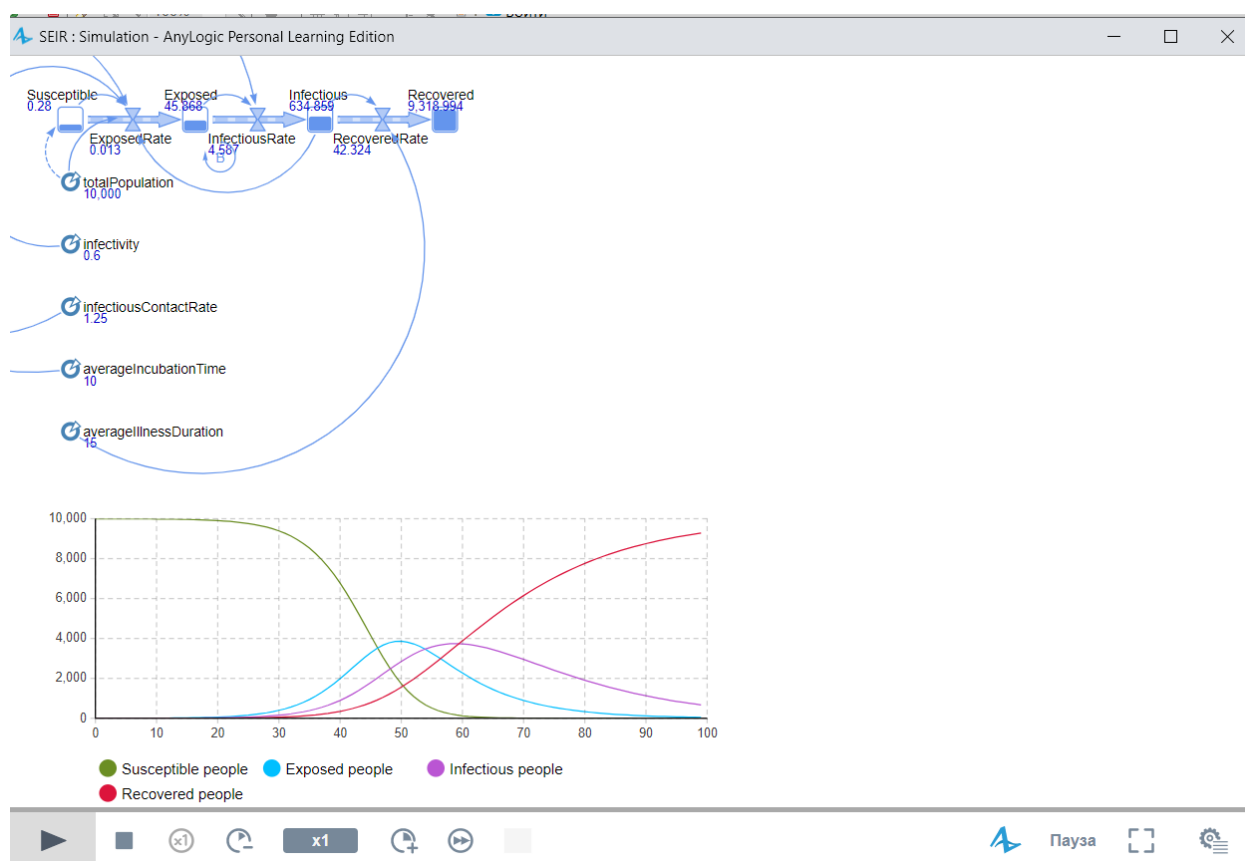 SEIR : Simulation - AnyLogic Personal Learning Edition
Susceptible Exposed Infectious Recovered
0.28 45.868 634.859 9,318.994
ExposedRate InfectiousRate RecoveredRate
0.013 4.587 42.324
B
totalPopulation
10,000
infectivity
0.6
infectiousContactRate
1.25
averageIncubationTime
10
averageIllnessDuration
15
10,000
8,000
6,000
4,000
2,000
0
0 10 20 30 40 50 60 70 80 90 100
Susceptible people Exposed people Infectious people
Recovered people
x1 x1 Пауза